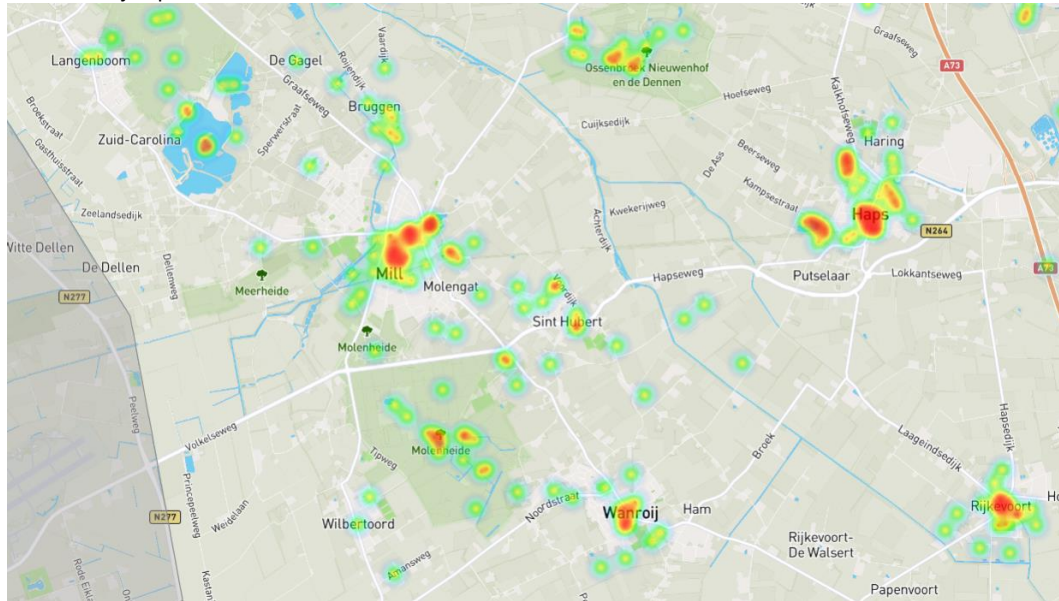 Langenboom
De Gagel
Vaardijk
Roijendijk
Graafseweg
Bruggen
Sperwerstraat
Broekstraat
Zuid-Carolina
Gasthuisstraat
Zeelandsedijk
Witte Dellen
De Dellen
Dellenweg
N277
Meerheide
Mill
Molengat
Molenheide
Ossenbroek Nieuwenhof
en de Dennen
Hoefseweg
Cuijksedijk
De Ass
Beerseweg
Kampsestraat
Kwekerijweg
Achterdijk
Hapseweg
Voordijk
Sint Hubert
Graafseweg
A73
Kalkhofseweg
Haring
Haps
N264
A73
Putselaar
Lokkantseweg
Peelweg
Volkelseweg
Princepeelweg
Weidelaan
N277
Tipweg
Molenheide
Wilbertoord
Noordstraat
Wanroij
Ham
Broek
Laageindsedijk
Hapsedijk
Rijkevoort
Rijkevoort-
De Walsert
Papenvoort
Amansweg